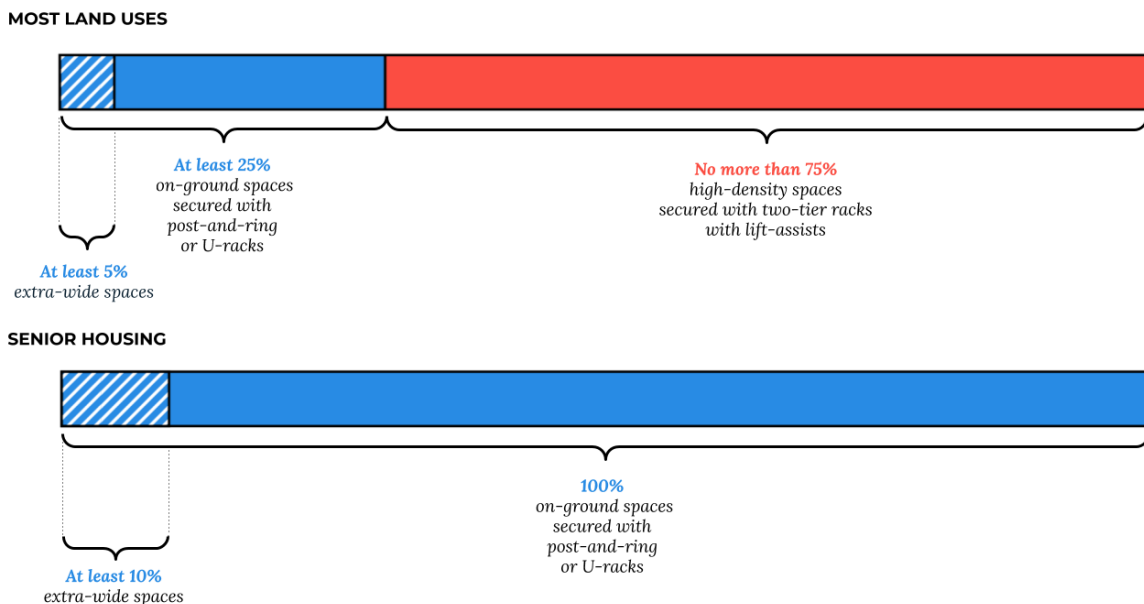 MOST LAND USES
At least 25%
on-ground spaces
secured with
post-and-ring
or U-racks
No more than 75%
high-density spaces
secured with two-tier racks
with lift-assists
At least 5%
extra-wide spaces
SENIOR HOUSING
100%
on-ground spaces
secured with
post-and-ring
or U-racks
At least 10%
extra-wide spaces